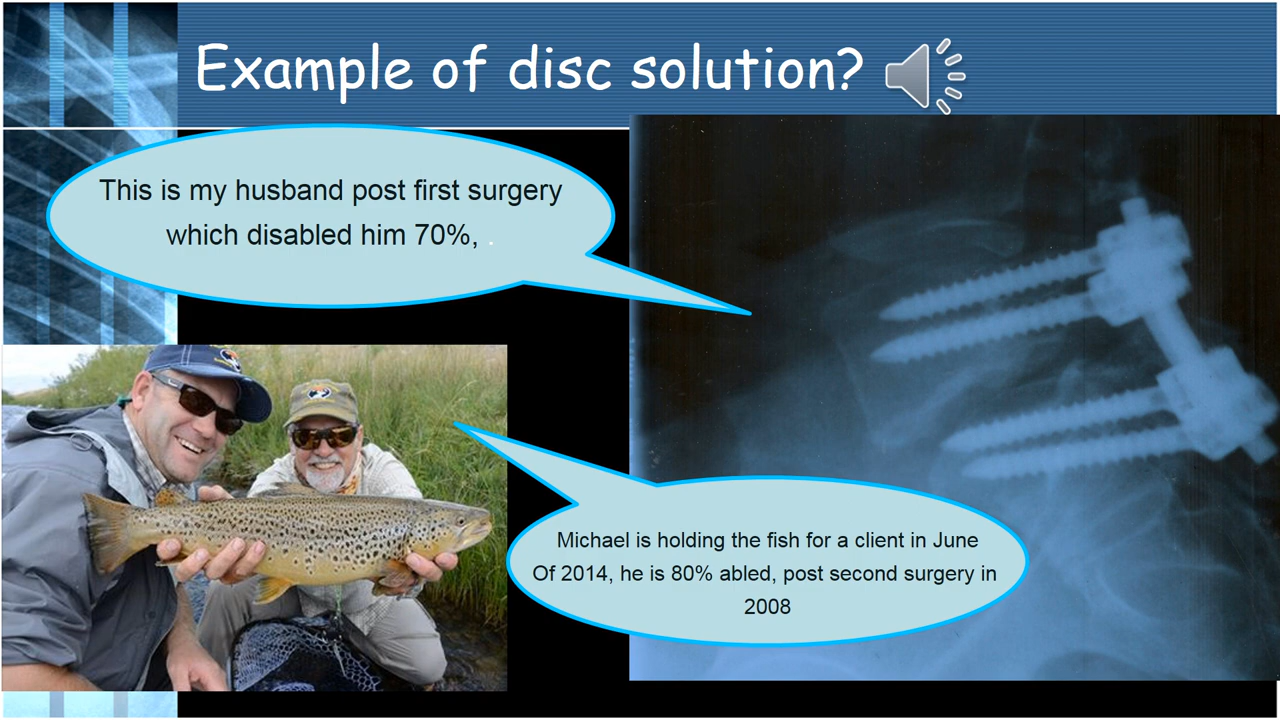 Example of disc solution?
This is my husband post first surgery
which disabled him 70%, .
Michael is holding the fish for a client in June
Of 2014, he is 80% abled, post second surgery in
2008